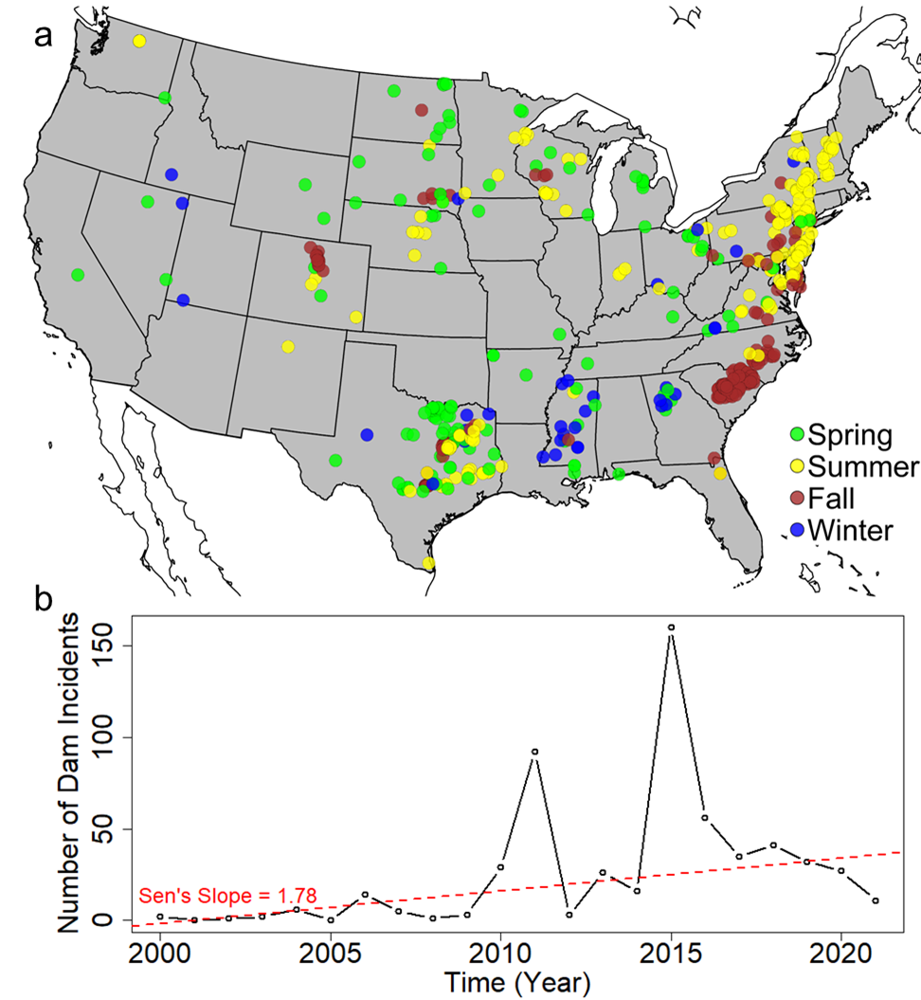 a
Spring
Summer
Fall
Winter
b
Number of Dam Incidents
150
100
50
0
Sen's Slope = 1.78
2000 2005 2010 2015 2020
Time (Year)